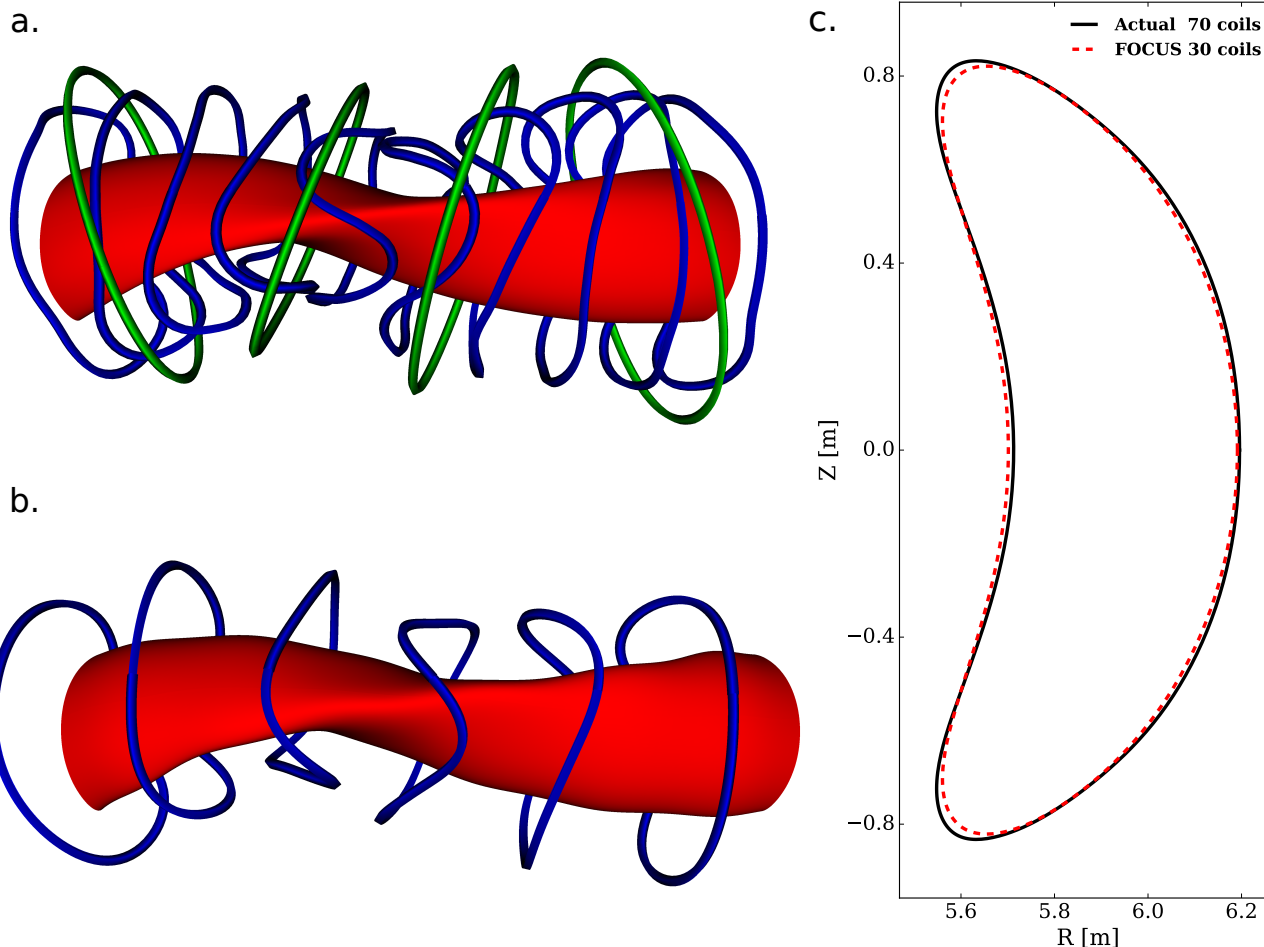 a.
b.
c.
Actual 70 coils
FOCUS 30 coils
0.8
0.4
0.0
−0.4
−0.8
Z [m]
5.6 5.8 6.0 6.2
R [m]